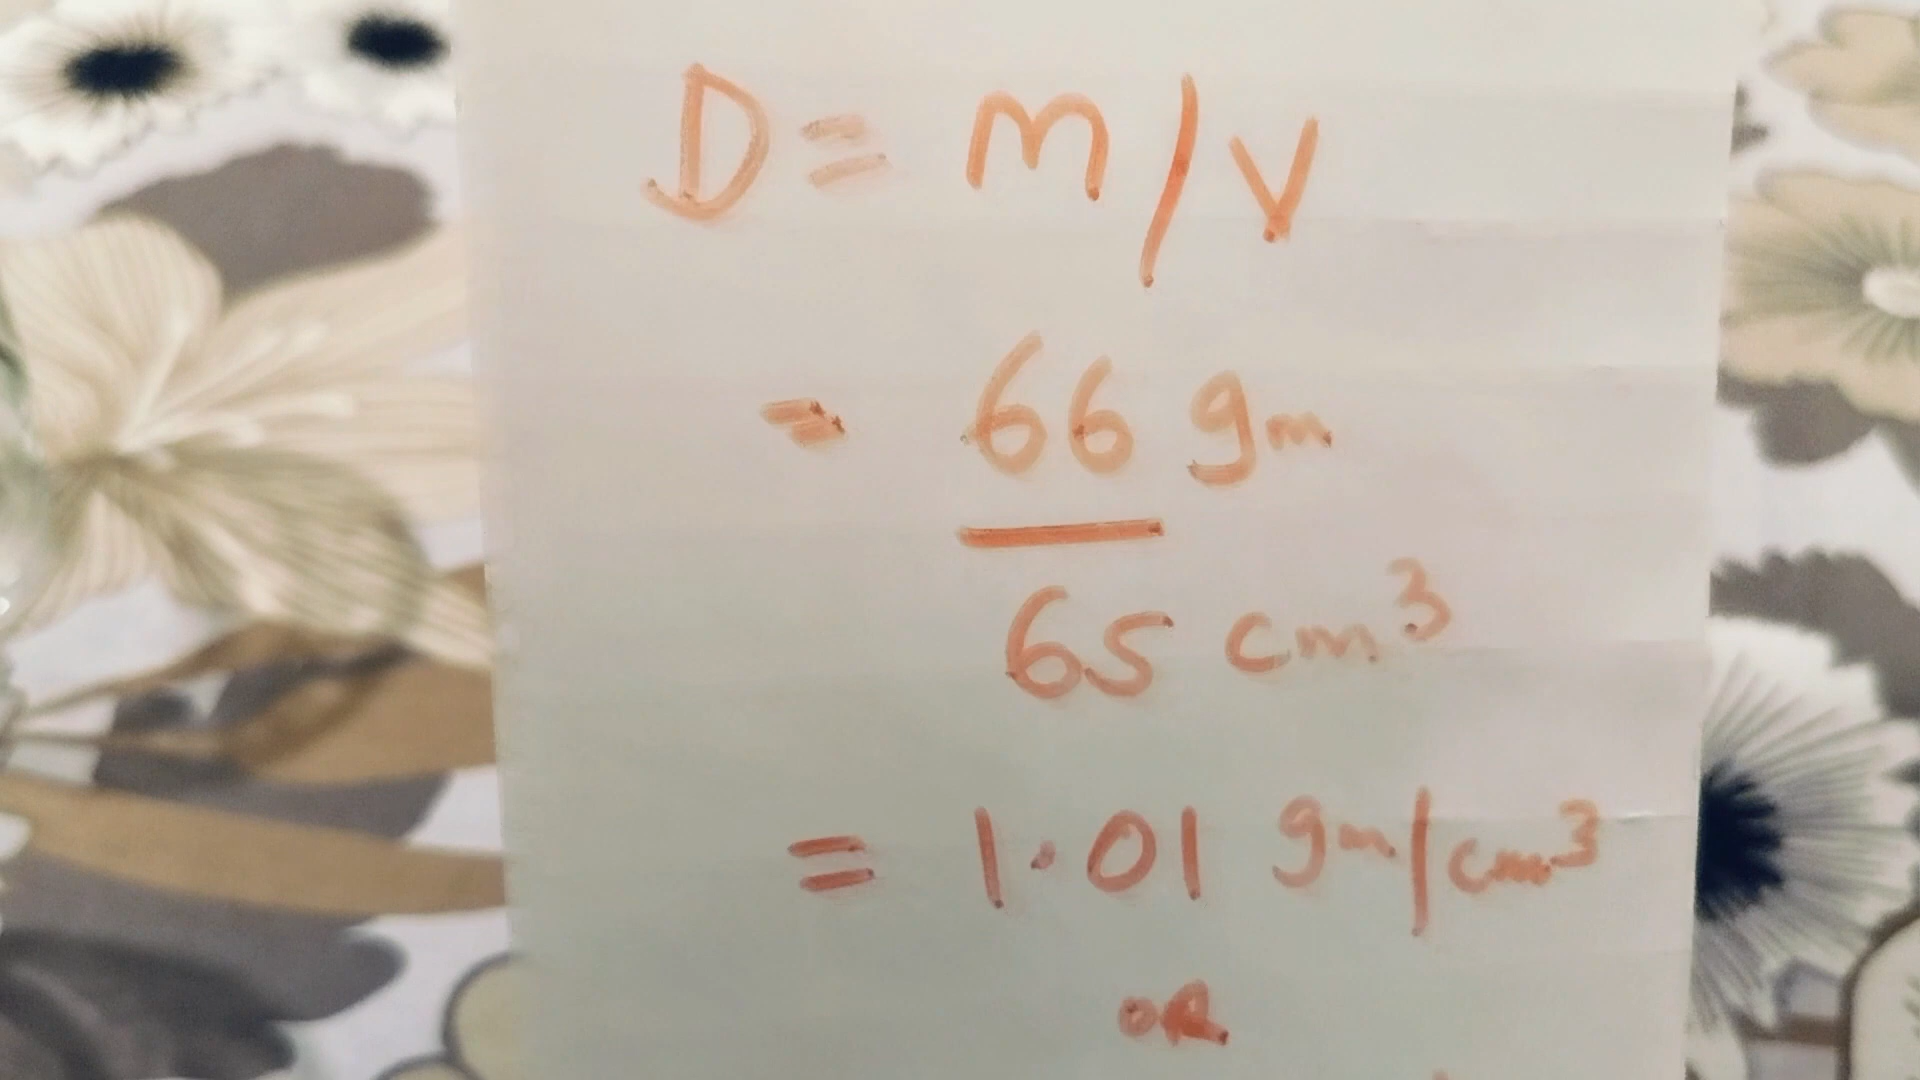 D = m/v
= 66 gm
65 cm³
= 1.01 gm/cm³
OR